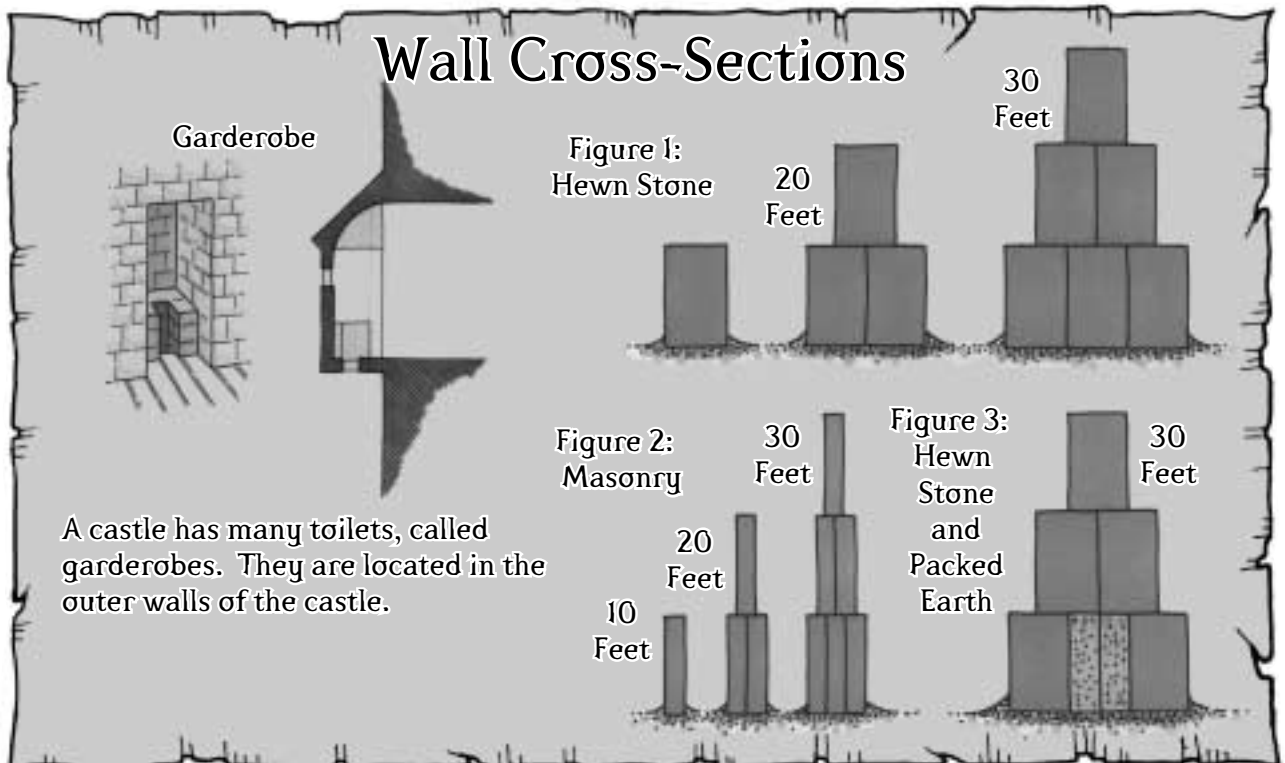 Wall Cross-Sections
Garderobe
A castle has many toilets, called
garderobes.  They are located in the
outer walls of the castle.
Figure 1:
Hewn Stone
20
Feet
30
Feet
Figure 2:
Masonry
10
Feet
20
Feet
30
Feet
Figure 3:
Hewn
Stone
and
Packed
Earth
30
Feet